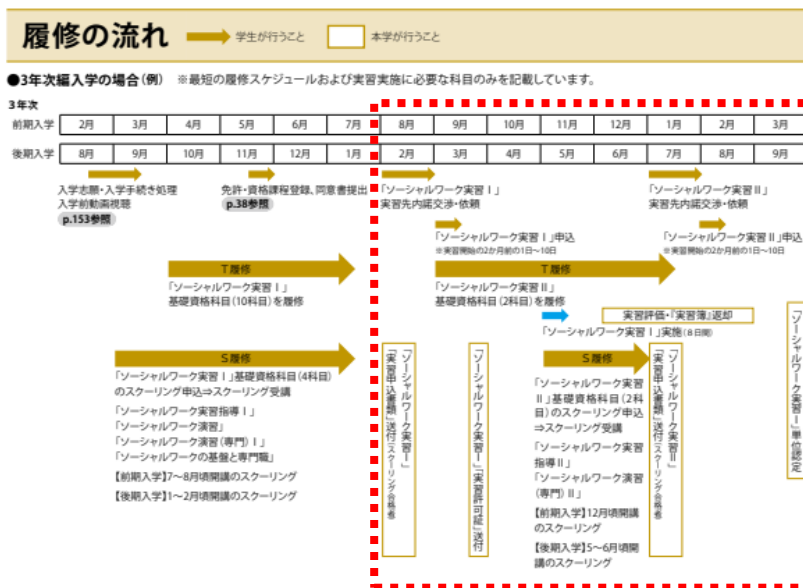 履修の流れ 学生が行うこと 本学が行うこと
●3年次編入学の場合(例) ※最短の履修スケジュールおよび実習実施に必要な科目のみを記載しています。
3年次
前期入学 2月 3月 4月 5月 6月 7月 8月 9月 10月 11月 12月 1月 2月 3月
後期入学 8月 9月 10月 11月 12月 1月 2月 3月 4月 5月 6月 7月 8月 9月
入学志願・入学手続き処理
入学前動画視聴
p.153参照
免許・資格課程登録、同意書提出
p.38参照
「ソーシャルワーク実習Ⅰ」
実習先内諾交渉・依頼
「ソーシャルワーク実習Ⅱ」
実習先内諾交渉・依頼
「ソーシャルワーク実習Ⅰ」申込
※実習開始の2か月前の1日～10日
「ソーシャルワーク実習Ⅱ」申込
※実習開始の2か月前の1日～10日
T履修
「ソーシャルワーク実習Ⅰ」
基礎資格科目(10科目)を履修
T履修
「ソーシャルワーク実習Ⅱ」
基礎資格科目(2科目)を履修
実習評価・『実習簿』返却
「ソーシャルワーク実習Ⅰ」実施(8日間)
S履修
「ソーシャルワーク実習Ⅰ」基礎資格科目(4科目)
のスクーリング申込⇒スクーリング受講
「ソーシャルワーク実習指導Ⅰ」
「ソーシャルワーク演習」
「ソーシャルワーク演習(専門)Ⅰ」
「ソーシャルワークの基盤と専門職」
【前期入学】7～8月頃開講のスクーリング
【後期入学】1～2月頃開講のスクーリング
「ソーシャルワーク実習Ⅰ」
「実習申込書類」送付(スクーリング合格者)
「ソーシャルワーク実習Ⅰ」「実習許可証」送付
S履修
「ソーシャルワーク実習
Ⅱ」基礎資格科目(2科
目)のスクーリング申込
⇒スクーリング受講
「ソーシャルワーク実習
指導Ⅱ」
「ソーシャルワーク演習
(専門)Ⅱ」
【前期入学】12月頃開講
のスクーリング
【後期入学】5～6月頃開
講のスクーリング
「ソーシャルワーク実習Ⅱ」
「実習申込書類」送付(スクーリング合格者)
「ソーシャルワーク実習Ⅰ」単位認定